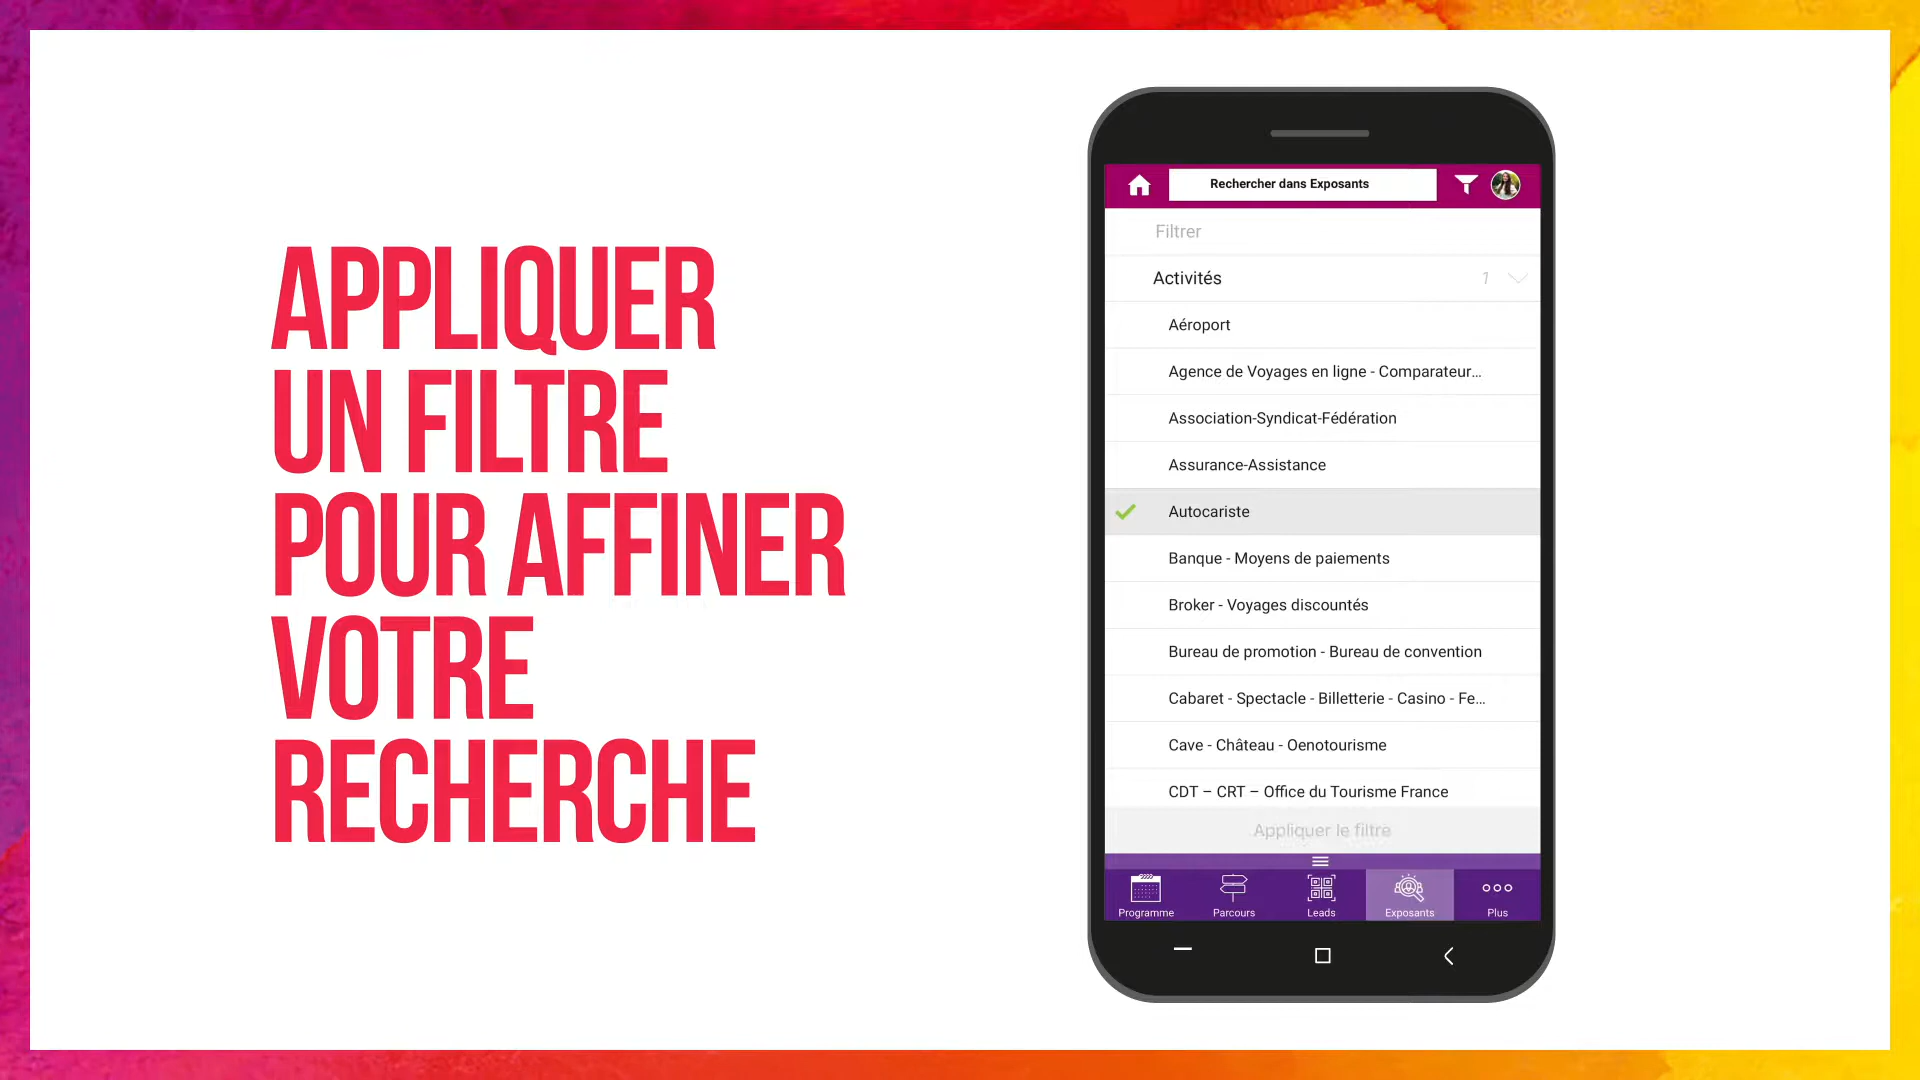 APPLIQUER
UN FILTRE
POUR AFFINER
VOTRE
RECHERCHE
Rechercher dans Exposants
Filtrer
Activités 1
Aéroport
Agence de Voyages en ligne - Comparateur...
Association-Syndicat-Fédération
Assurance-Assistance
Autocariste
Banque - Moyens de paiements
Broker - Voyages discountés
Bureau de promotion - Bureau de convention
Cabaret - Spectacle - Billetterie - Casino - Fe...
Cave - Château - Oenotourisme
CDT – CRT – Office du Tourisme France
Appliquer le filtre
Programme Parcours Leads Exposants Plus